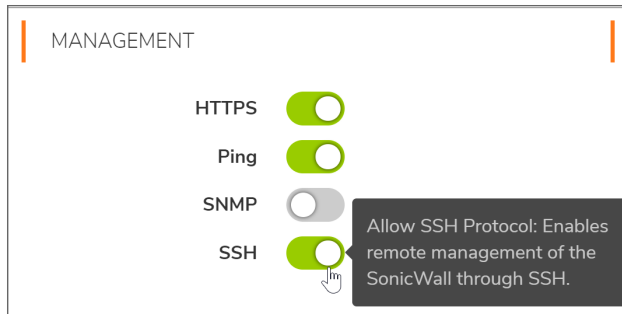 MANAGEMENT
HTTPS
Ping
SNMP
SSH
Allow SSH Protocol: Enables
remote management of the
SonicWall through SSH.